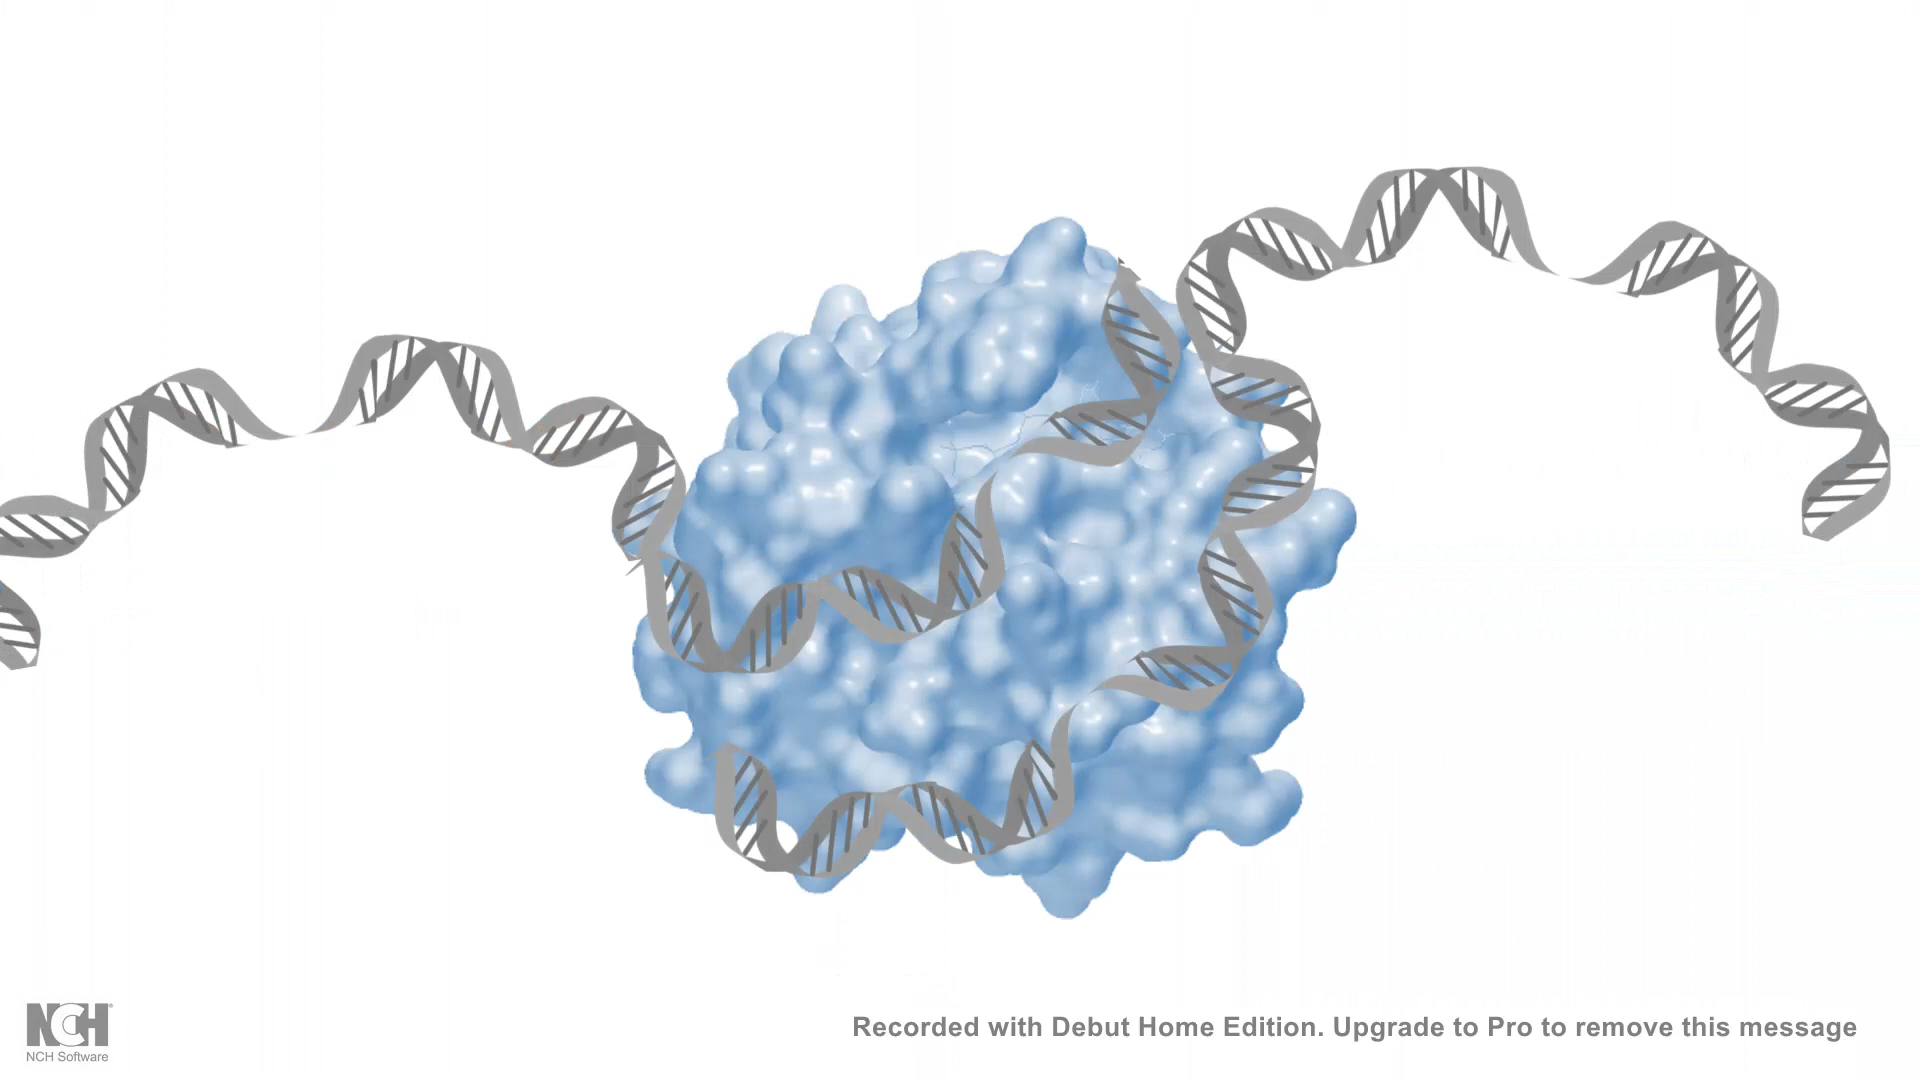 NCH
NCH Software
Recorded with Debut Home Edition. Upgrade to Pro to remove this message